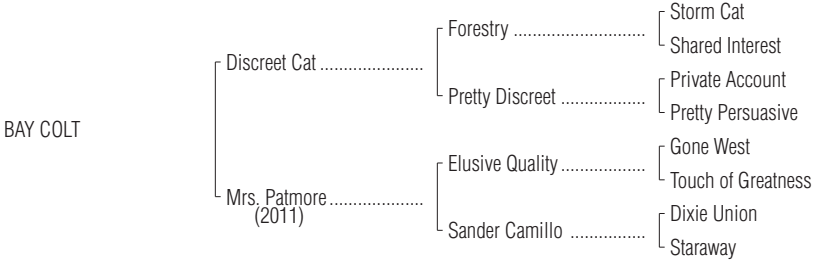 Storm Cat
Forestry ............................
Shared Interest
Discreet Cat ......................
Private Account
Pretty Discreet ..................
Pretty Persuasive
BAY COLT
Gone West
Elusive Quality ..................
Touch of Greatness
Mrs. Patmore ....................
(2011)
Dixie Union
Sander Camillo ................
Staraway